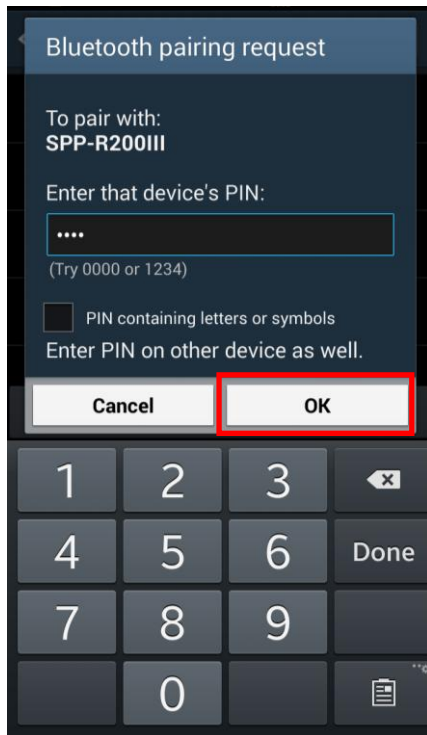 Bluetooth pairing request
To pair with:
SPP-R200III
Enter that device's PIN:
••••
(Try 0000 or 1234)
PIN containing letters or symbols
Enter PIN on other device as well.
Cancel OK
1 2 3
4 5 6 Done
7 8 9
0